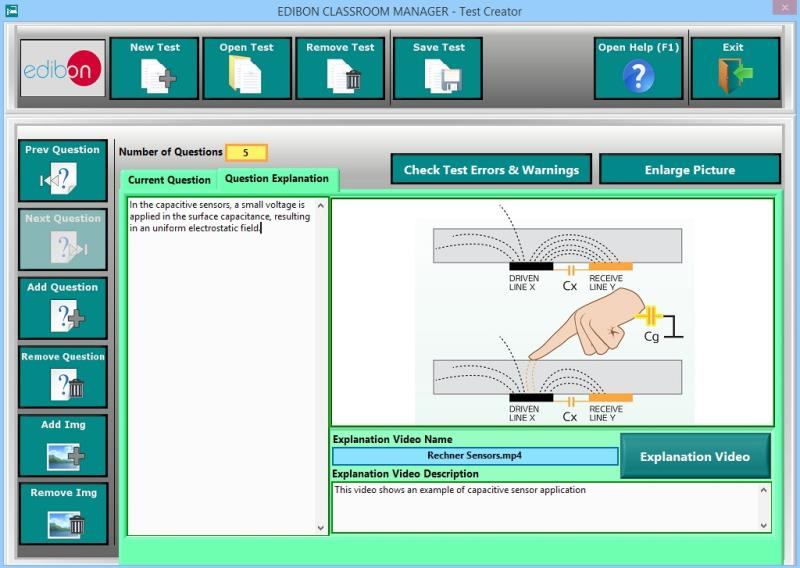 EDIBON CLASSROOM MANAGER - Test Creator
edibon
New Test
Open Test
Remove Test
Save Test
Open Help (F1)
Exit
Prev Question
Next Question
Add Question
Remove Question
Add Img
Remove Img
Number of Questions 5
Check Test Errors & Warnings
Enlarge Picture
Current Question
Question Explanation
In the capacitive sensors, a small voltage is
applied in the surface capacitance, resulting
in an uniform electrostatic field.
DRIVEN
LINE X
Cx
RECEIVE
LINE Y
Cg
DRIVEN
LINE X
Cx
RECEIVE
LINE Y
Explanation Video Name
Rechner Sensors.mp4
Explanation Video
Explanation Video Description
This video shows an example of capacitive sensor application